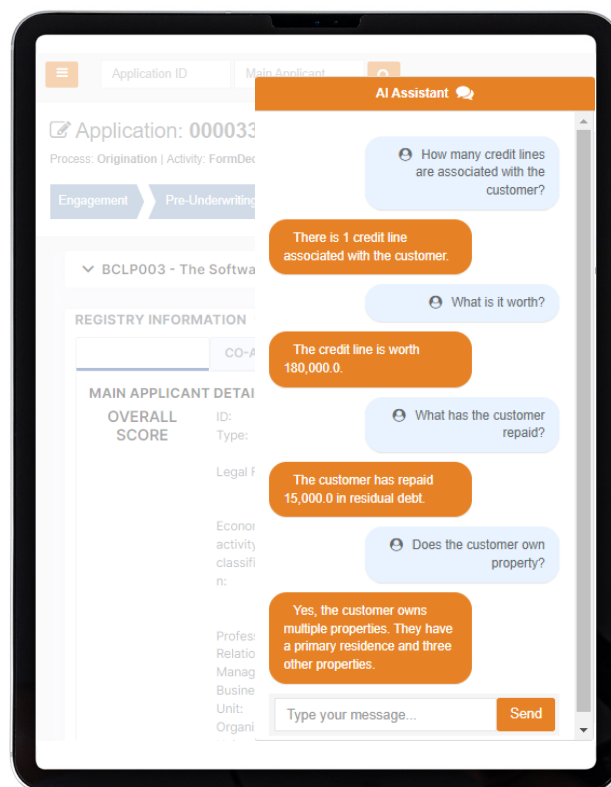 Application ID
Main Applicant
AI Assistant
Application: 000033
Process: Origination | Activity: FormDec
Engagement
Pre-Underwriting
BCLP003 - The Softwa
REGISTRY INFORMATION
CO-A
MAIN APPLICANT DETAI
OVERALL
SCORE
ID:
Type:
Legal F
Econo
activity
classifi
n:
Profes
Relatio
Manag
Busine
Unit:
Organi
How many credit lines
are associated with the
customer?
There is 1 credit line
associated with the customer.
What is it worth?
The credit line is worth
180,000.0.
What has the customer
repaid?
The customer has repaid
15,000.0 in residual debt.
Does the customer own
property?
Yes, the customer owns
multiple properties. They have
a primary residence and three
other properties.
Type your message...
Send